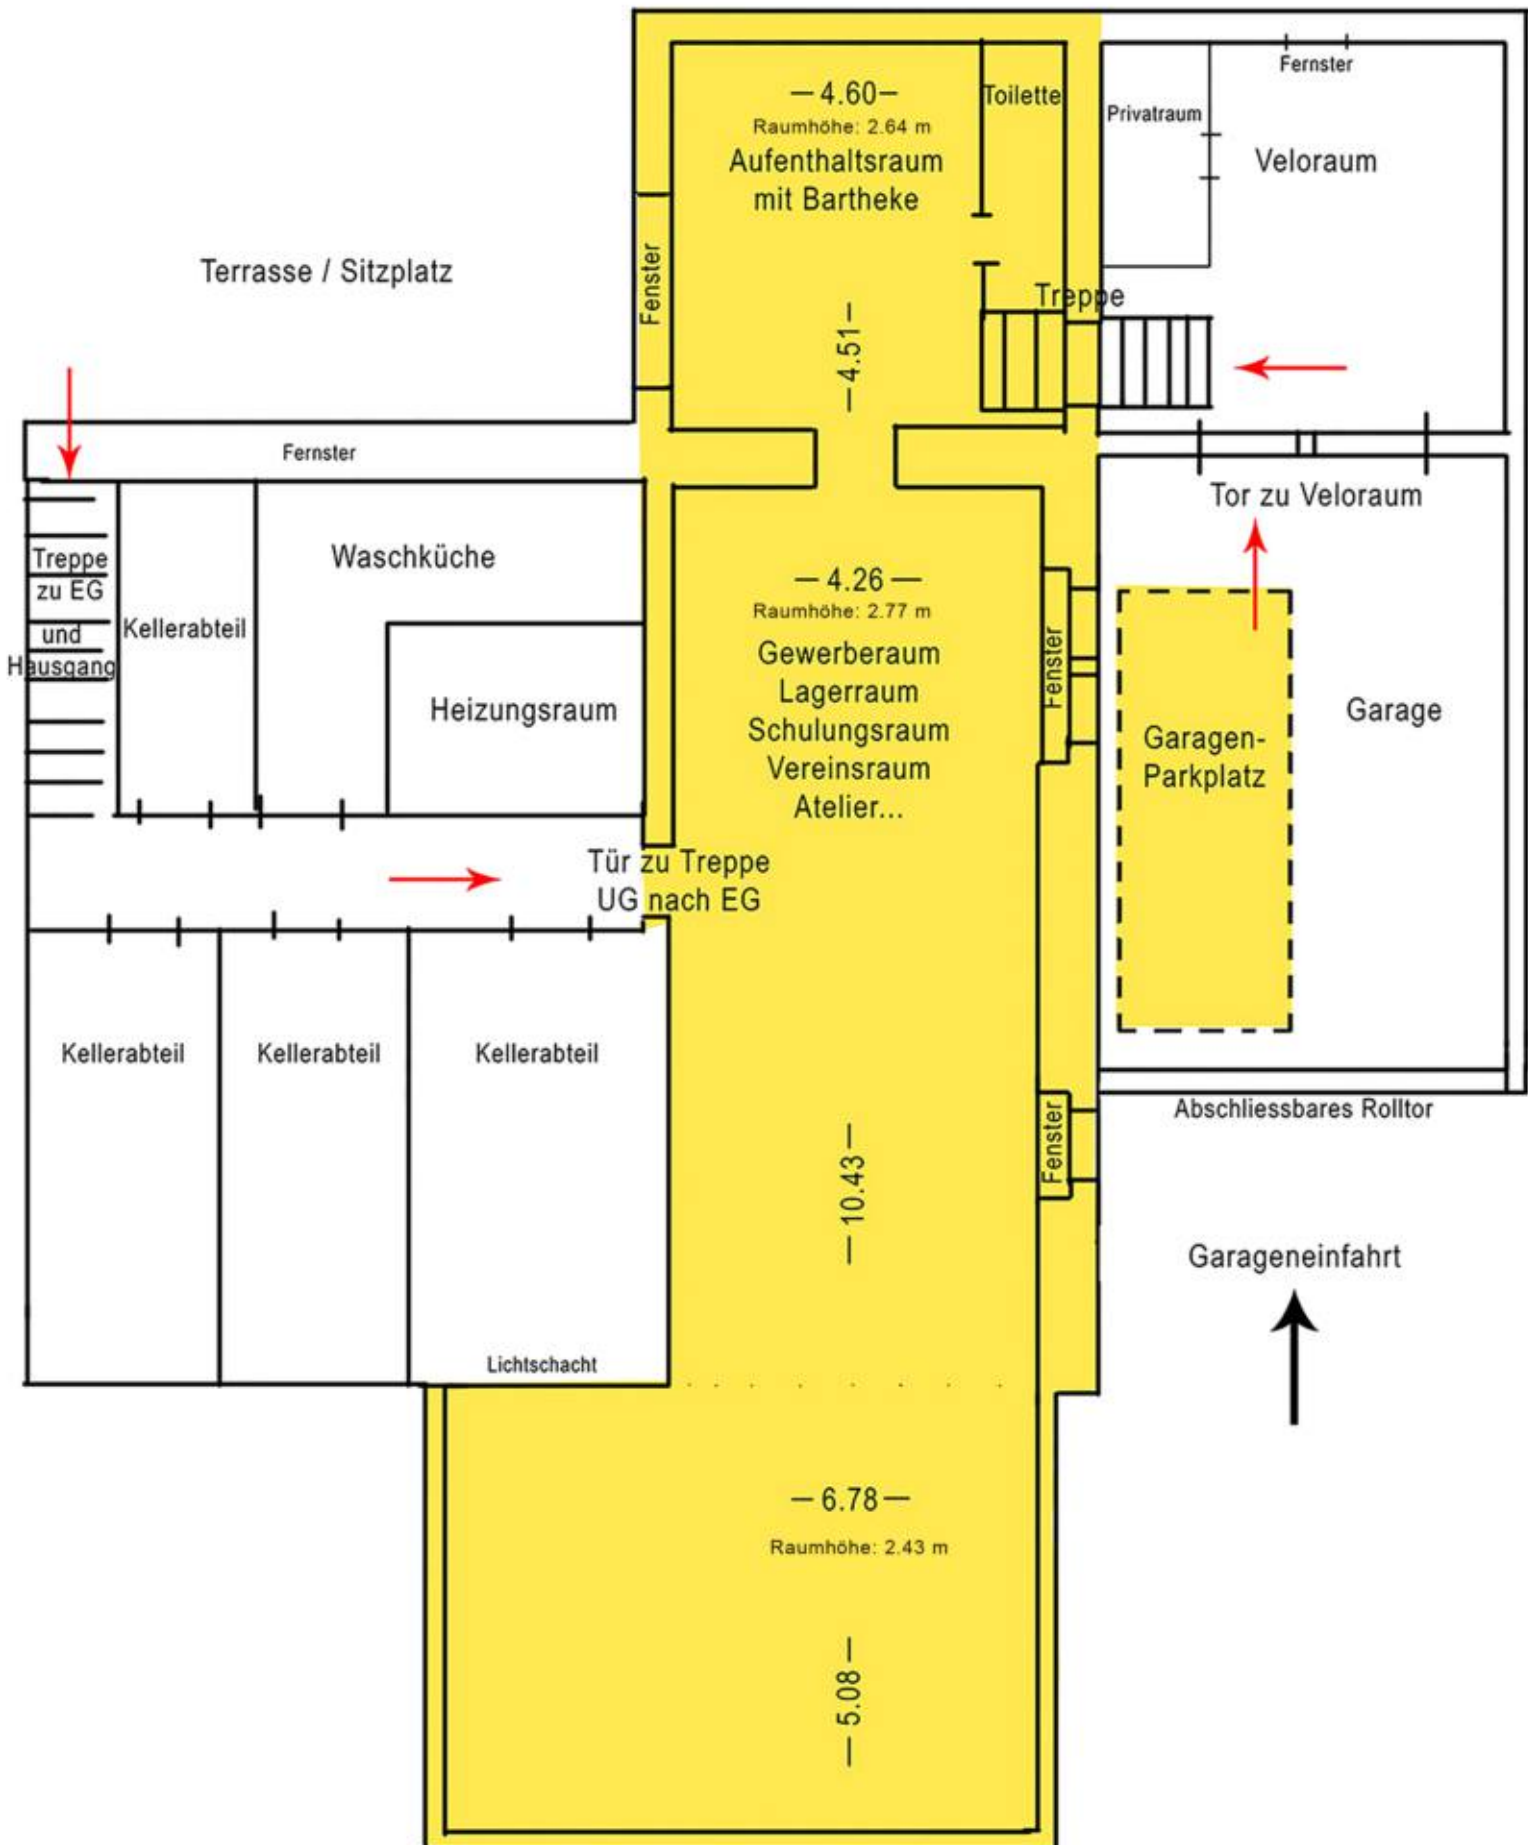 — 4.60 —
Raumhöhe: 2.64 m
Aufenthaltsraum
mit Bartheke
Toilette
Fernster
Privatraum
Veloraum
Terrasse / Sitzplatz
Fenster
— 4.51 —
Treppe
Fernster
Tor zu Veloraum
Treppe
zu EG
und
Hausgang
Kellerabteil
Waschküche
Heizungsraum
— 4.26 —
Raumhöhe: 2.77 m
Gewerberaum
Lagerraum
Schulungsraum
Vereinsraum
Atelier...
Fenster
Garagen-
Parkplatz
Garage
Tür zu Treppe
UG nach EG
Kellerabteil
Kellerabteil
Kellerabteil
— 10.43 —
Fenster
Abschliessbares Rolltor
Garageneinfahrt
Lichtschacht
— 6.78 —
Raumhöhe: 2.43 m
— 5.08 —